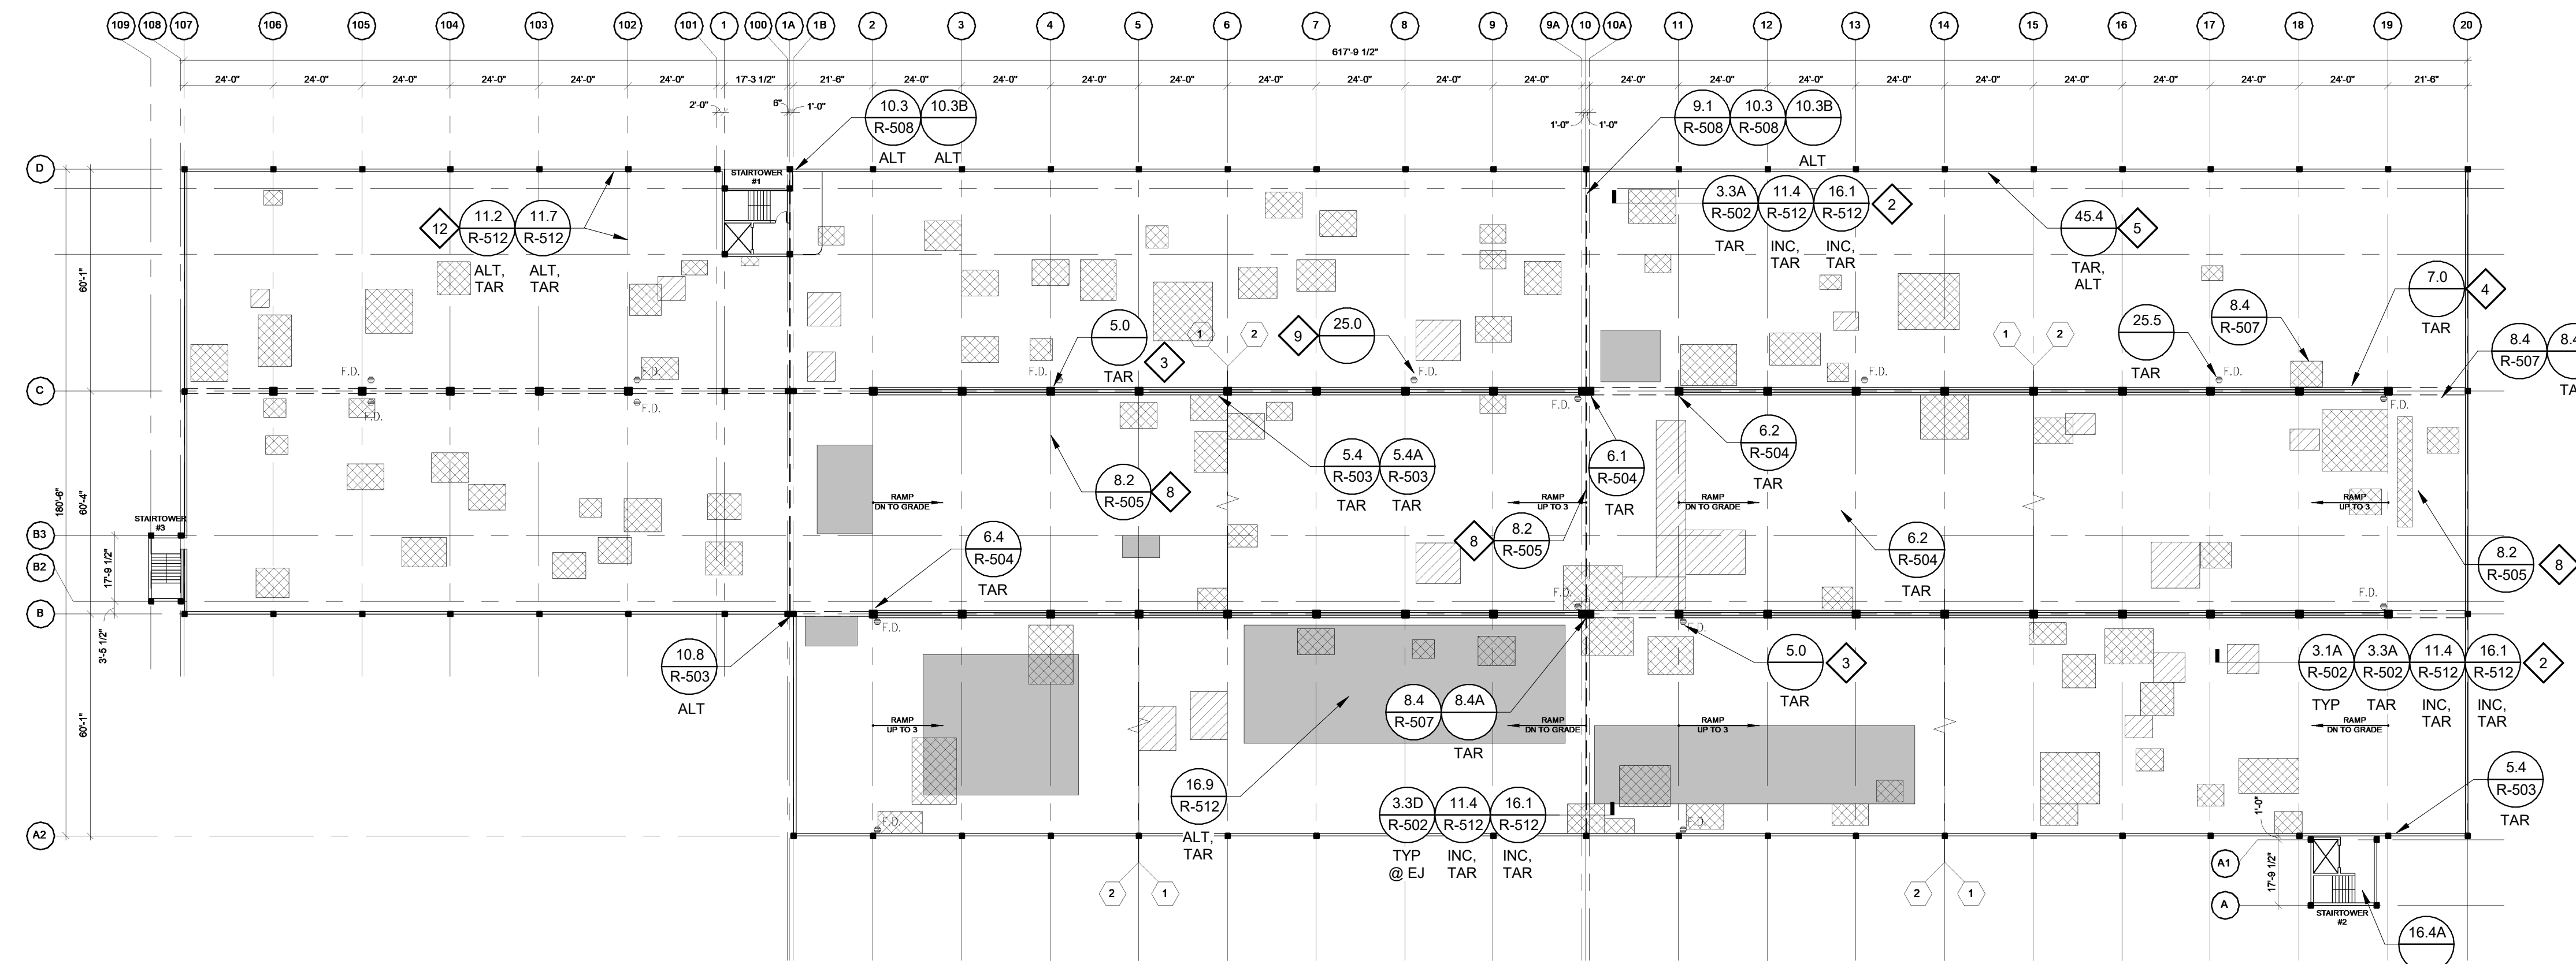 109 108 107 106 105 104 103 102 101 1 100 1A 1B 2 3 4 5 6 7 8 9 9A 10 10A 11 12 13 14 15 16 17 18 19 20
617'-9 1/2"
24'-0" 24'-0" 24'-0" 24'-0" 24'-0" 24'-0" 17'-3 1/2" 21'-6" 24'-0" 24'-0" 24'-0" 24'-0" 24'-0" 24'-0" 24'-0" 24'-0" 24'-0" 24'-0" 24'-0" 24'-0" 24'-0" 24'-0" 24'-0" 24'-0" 24'-0" 21'-6"
2'-0" 6" 1'-0" 1'-0" 1'-0"
10.3 10.3B
R-508
ALT ALT
9.1 10.3 10.3B
R-508 R-508
ALT
D
STAIRTOWER
#1
12
11.2 11.7
R-512 R-512
ALT, ALT,
TAR TAR
3.3A 11.4 16.1
R-502 R-512 R-512
2
TAR INC, INC,
TAR TAR
45.4
5
TAR,
ALT
60'-1"
7.0
4
TAR
5.0
3
TAR
1 2
9
25.0
1 2
25.5
TAR
8.4
R-507
8.4 8.4
R-507
TA
F.D. F.D. F.D. F.D. F.D. F.D.
C
F.D. F.D. F.D. F.D.
6.2
R-504
TAR
5.4 5.4A
R-503 R-503
TAR TAR
6.1
R-504
TAR
8.2
R-505
8
180'-6"
60'-4"
RAMP
DN TO GRADE
RAMP
UP TO 3
RAMP
DN TO GRADE
RAMP
UP TO 3
STAIRTOWER
#3
B3
B2
17'-9 1/2"
6.4
R-504
TAR
8
8.2
R-505
6.2
R-504
TAR
8.2
R-505
8
F.D. F.D.
B
3'-5 1/2"
F.D. F.D.
10.8
R-503
ALT
5.0
3
TAR
3.1A 3.3A 11.4 16.1
R-502 R-502 R-512 R-512
2
TYP TAR INC, INC,
TAR TAR
60'-1"
8.4 8.4A
R-507
TAR
RAMP
UP TO 3
RAMP
DN TO GRADE
RAMP
UP TO 3
RAMP
DN TO GRADE
16.9
R-512
ALT,
TAR
3.3D 11.4 16.1
R-502 R-512 R-512
TYP INC, INC,
@ EJ TAR TAR
5.4
R-503
TAR
F.D. F.D.
A2
1'-0"
A1
17'-9 1/2"
2 1 2 1
A
STAIRTOWER
#2
16.4A